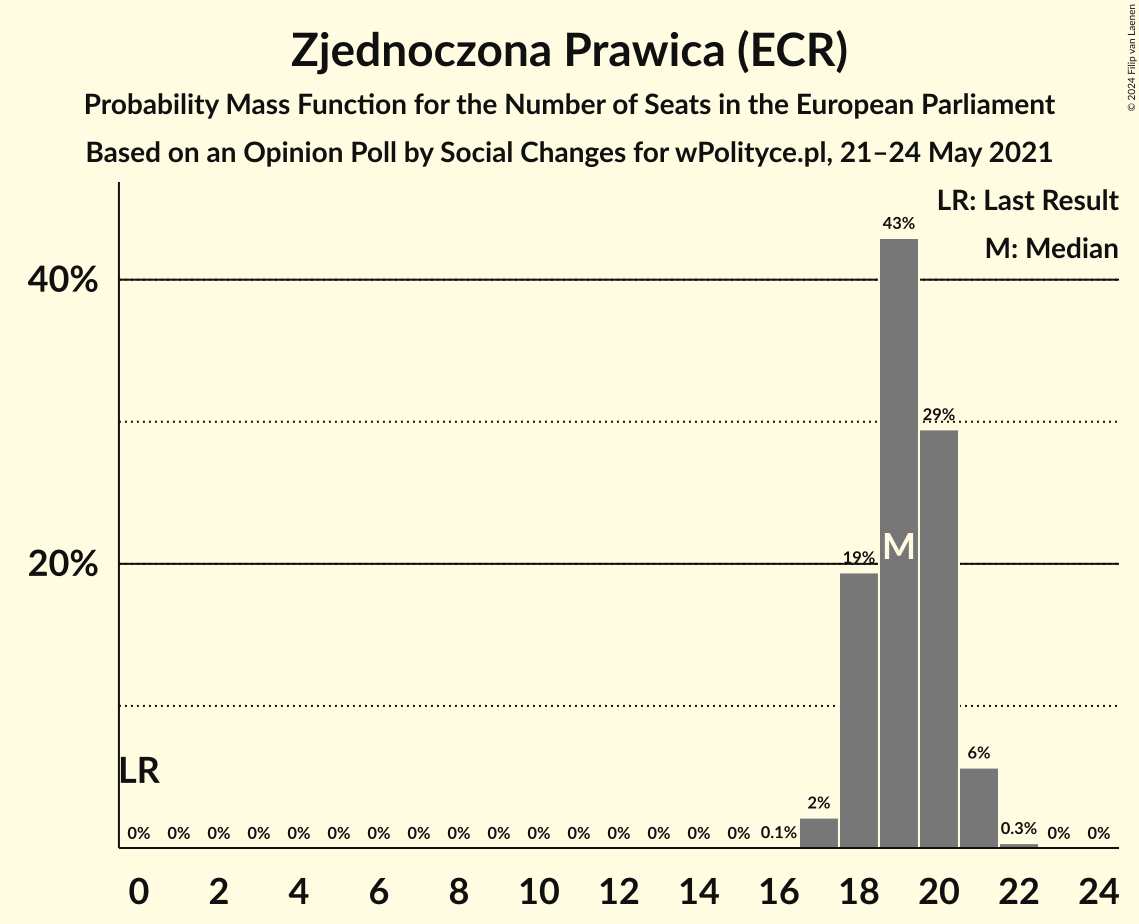 Zjednoczona Prawica (ECR)
Probability Mass Function for the Number of Seats in the European Parliament
Based on an Opinion Poll by Social Changes for wPolityce.pl, 21–24 May 2021
© 2024 Filip van Laenen
LR: Last Result
M: Median
40%
20%
43%
29%
19%
M
6%
LR
2%
0% 0% 0% 0% 0% 0% 0% 0% 0% 0% 0% 0% 0% 0% 0% 0% 0.1% 0.3% 0% 0%
0 2 4 6 8 10 12 14 16 18 20 22 24